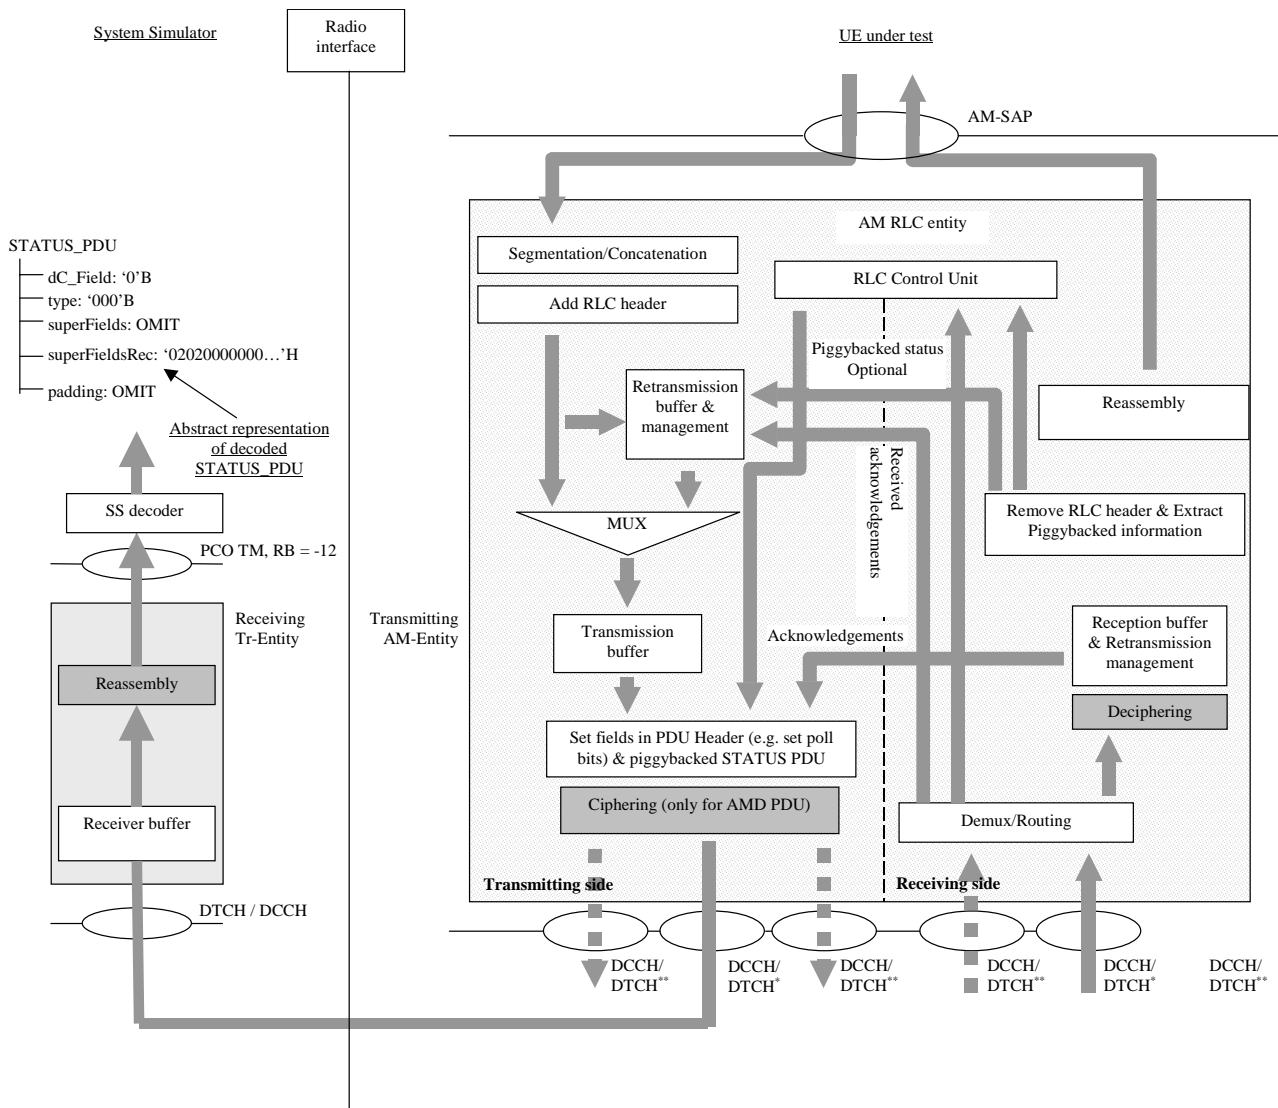 System Simulator
Radio
interface
UE under test
AM-SAP
AM RLC entity
STATUS_PDU
dC_Field: ‘0’B
type: ‘000’B
superFields: OMIT
superFieldsRec: ‘02020000000…’H
padding: OMIT
Abstract representation
of decoded
STATUS_PDU
SS decoder
PCO TM, RB = -12
Receiving
Tr-Entity
Reassembly
Receiver buffer
DTCH / DCCH
Transmitting
AM-Entity
Segmentation/Concatenation
Add RLC header
RLC Control Unit
Piggybacked status
Optional
Retransmission
buffer &
management
Reassembly
Received
acknowledgements
MUX
Remove RLC header & Extract
Piggybacked information
Transmission
buffer
Acknowledgements
Reception buffer
& Retransmission
management
Deciphering
Set fields in PDU Header (e.g. set poll
bits) & piggybacked STATUS PDU
Ciphering (only for AMD PDU)
Demux/Routing
Transmitting side
Receiving side
DCCH/
DTCH**
DCCH/
DTCH*
DCCH/
DTCH**
DCCH/
DTCH**
DCCH/
DTCH*
DCCH/
DTCH**